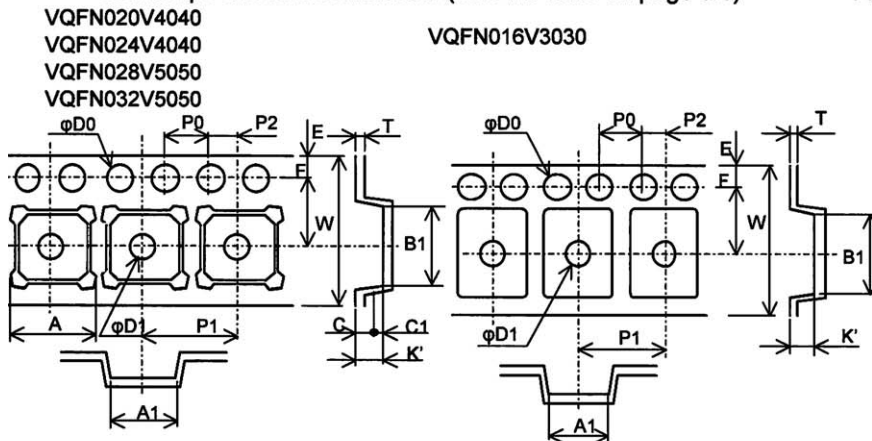 VQFN020V4040
VQFN024V4040
VQFN028V5050
VQFN032V5050
VQFN016V3030
φD0
P0
P2
E
T
F
W
B1
A
φD1
P1
C
C1
K'
A1
φD0
P0
P2
E
T
F
W
B1
φD1
P1
K'
A1